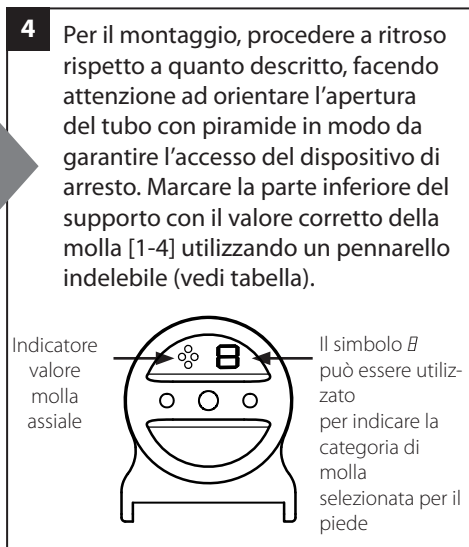 4
Per il montaggio, procedere a ritroso
rispetto a quanto descritto, facendo
attenzione ad orientare l'apertura
del tubo con piramide in modo da
garantire l'accesso del dispositivo di
arresto. Marcare la parte inferiore del
supporto con il valore corretto della
molla [1-4] utilizzando un pennarello
indelebile (vedi tabella).
Indicatore
valore
molla
assiale
8
Il simbolo 8
può essere utiliz-
zato
per indicare la
categoria di
molla
selezionata per il
piede